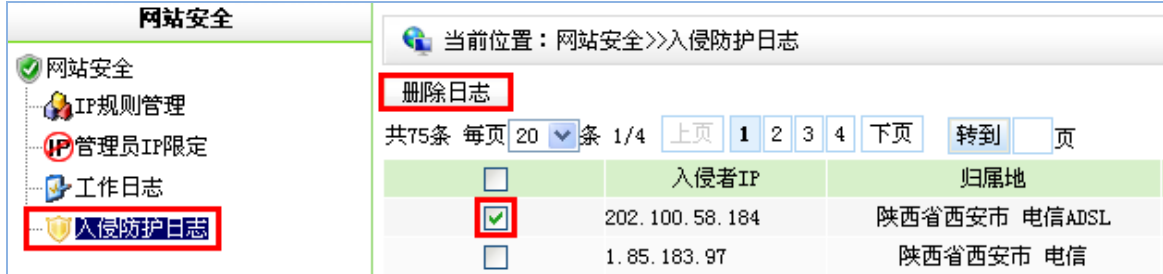 网站安全
网站安全
IP规则管理
管理员IP限定
工作日志
入侵防护日志
当前位置：网站安全>>入侵防护日志
删除日志
共75条 每页 20 条 1/4 上页 1 2 3 4 下页 转到 页
入侵者IP 归属地
202.100.58.184 陕西省西安市 电信ADSL
1.85.183.97 陕西省西安市 电信